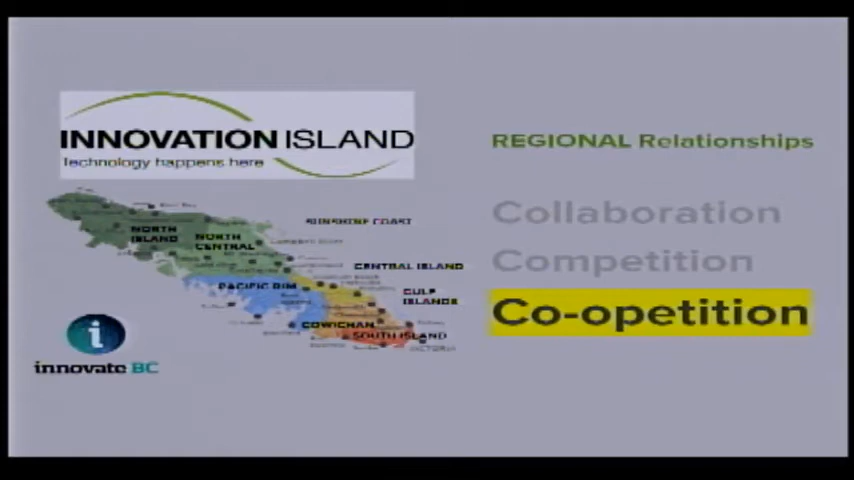 INNOVATION ISLAND
Technology happens here
REGIONAL Relationships
Collaboration
Competition
Co-opetition
SUNSHINE COAST
NORTH
ISLAND
NORTH
CENTRAL
CENTRAL ISLAND
PACIFIC RIM
GULF
ISLANDS
COWICHAN
SOUTH ISLAND
VICTORIA
i
innovate BC